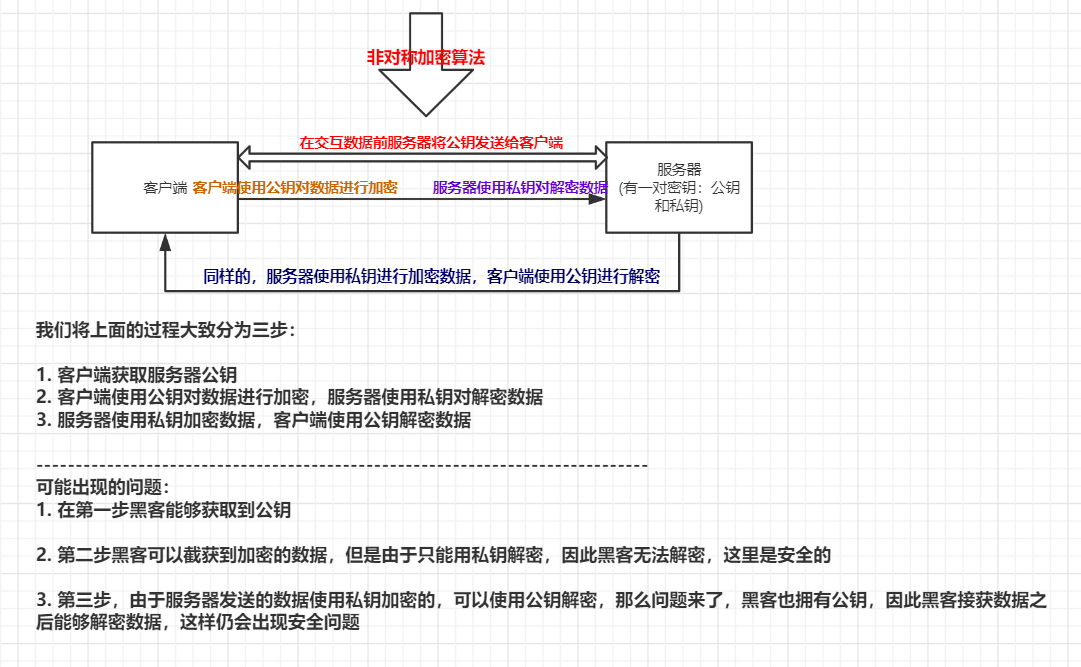 非对称加密算法
在交互数据前服务器将公钥发送给客户端
客户端
客户端使用公钥对数据进行加密
服务器使用私钥对解密数据
服务器
(有一对密钥：公钥
和私钥)
同样的，服务器使用私钥进行加密数据，客户端使用公钥进行解密
我们将上面的过程大致分为三步：
1. 客户端获取服务器公钥
2. 客户端使用公钥对数据进行加密，服务器使用私钥对解密数据
3. 服务器使用私钥加密数据，客户端使用公钥解密数据
------------------------------------------------------------------------------
可能出现的问题：
1. 在第一步黑客能够获取到公钥
2. 第二步黑客可以截获到加密的数据，但是由于只能用私钥解密，因此黑客无法解密，这里是安全的
3. 第三步，由于服务器发送的数据使用私钥加密的，可以使用公钥解密，那么问题来了，黑客也拥有公钥，因此黑客接获数据之
后能够解密数据，这样仍会出现安全问题